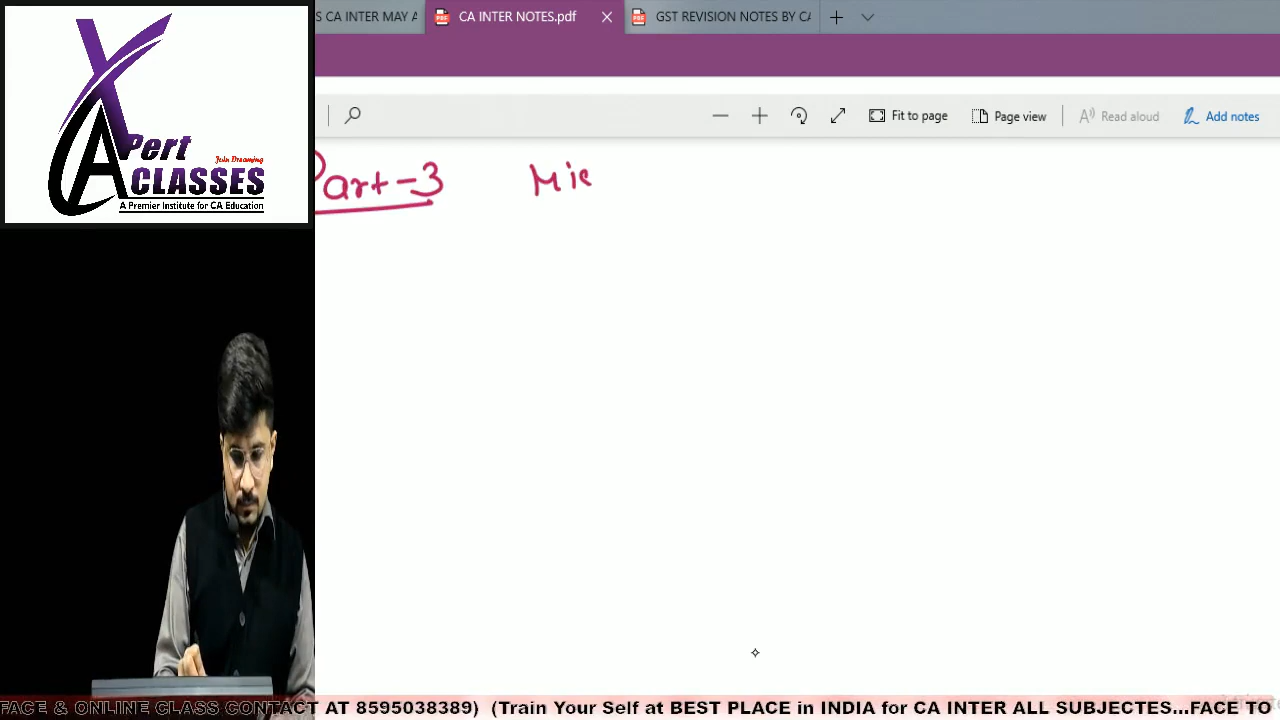 S CA INTER MAY A CA INTER NOTES.pdf GST REVISION NOTES BY CA
Fit to page Page view Read aloud Add notes
XPert
Join Dreaming
CA CLASSES
A Premier Institute for CA Education
Part-3 Mie
FACE & ONLINE CLASS CONTACT AT 8595038389) (Train Your Self at BEST PLACE in INDIA for CA INTER ALL SUBJECTES...FACE TO